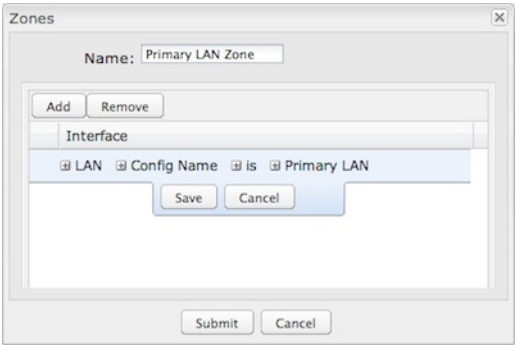 Zones
Name: Primary LAN Zone
Add Remove
Interface
LAN Config Name is Primary LAN
Save Cancel
Submit Cancel